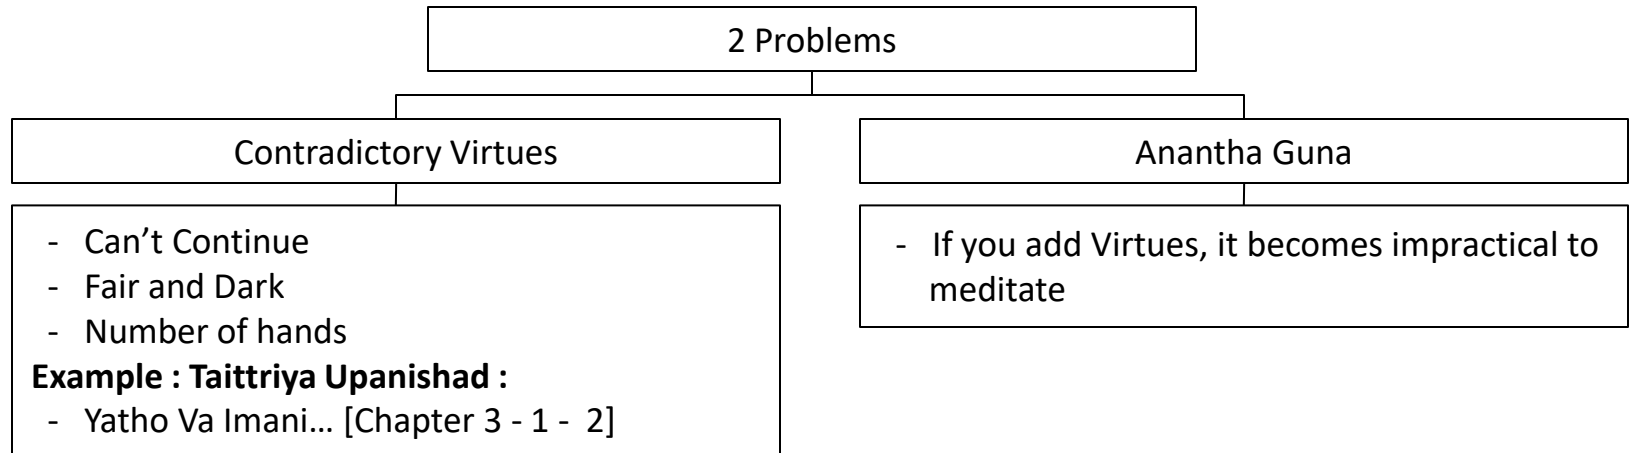 2 Problems
Contradictory Virtues
- Can’t Continue
- Fair and Dark
- Number of hands
Example : Taittriya Upanishad :
- Yatho Va Imani… [Chapter 3 - 1 - 2]
Anantha Guna
- If you add Virtues, it becomes impractical to
meditate